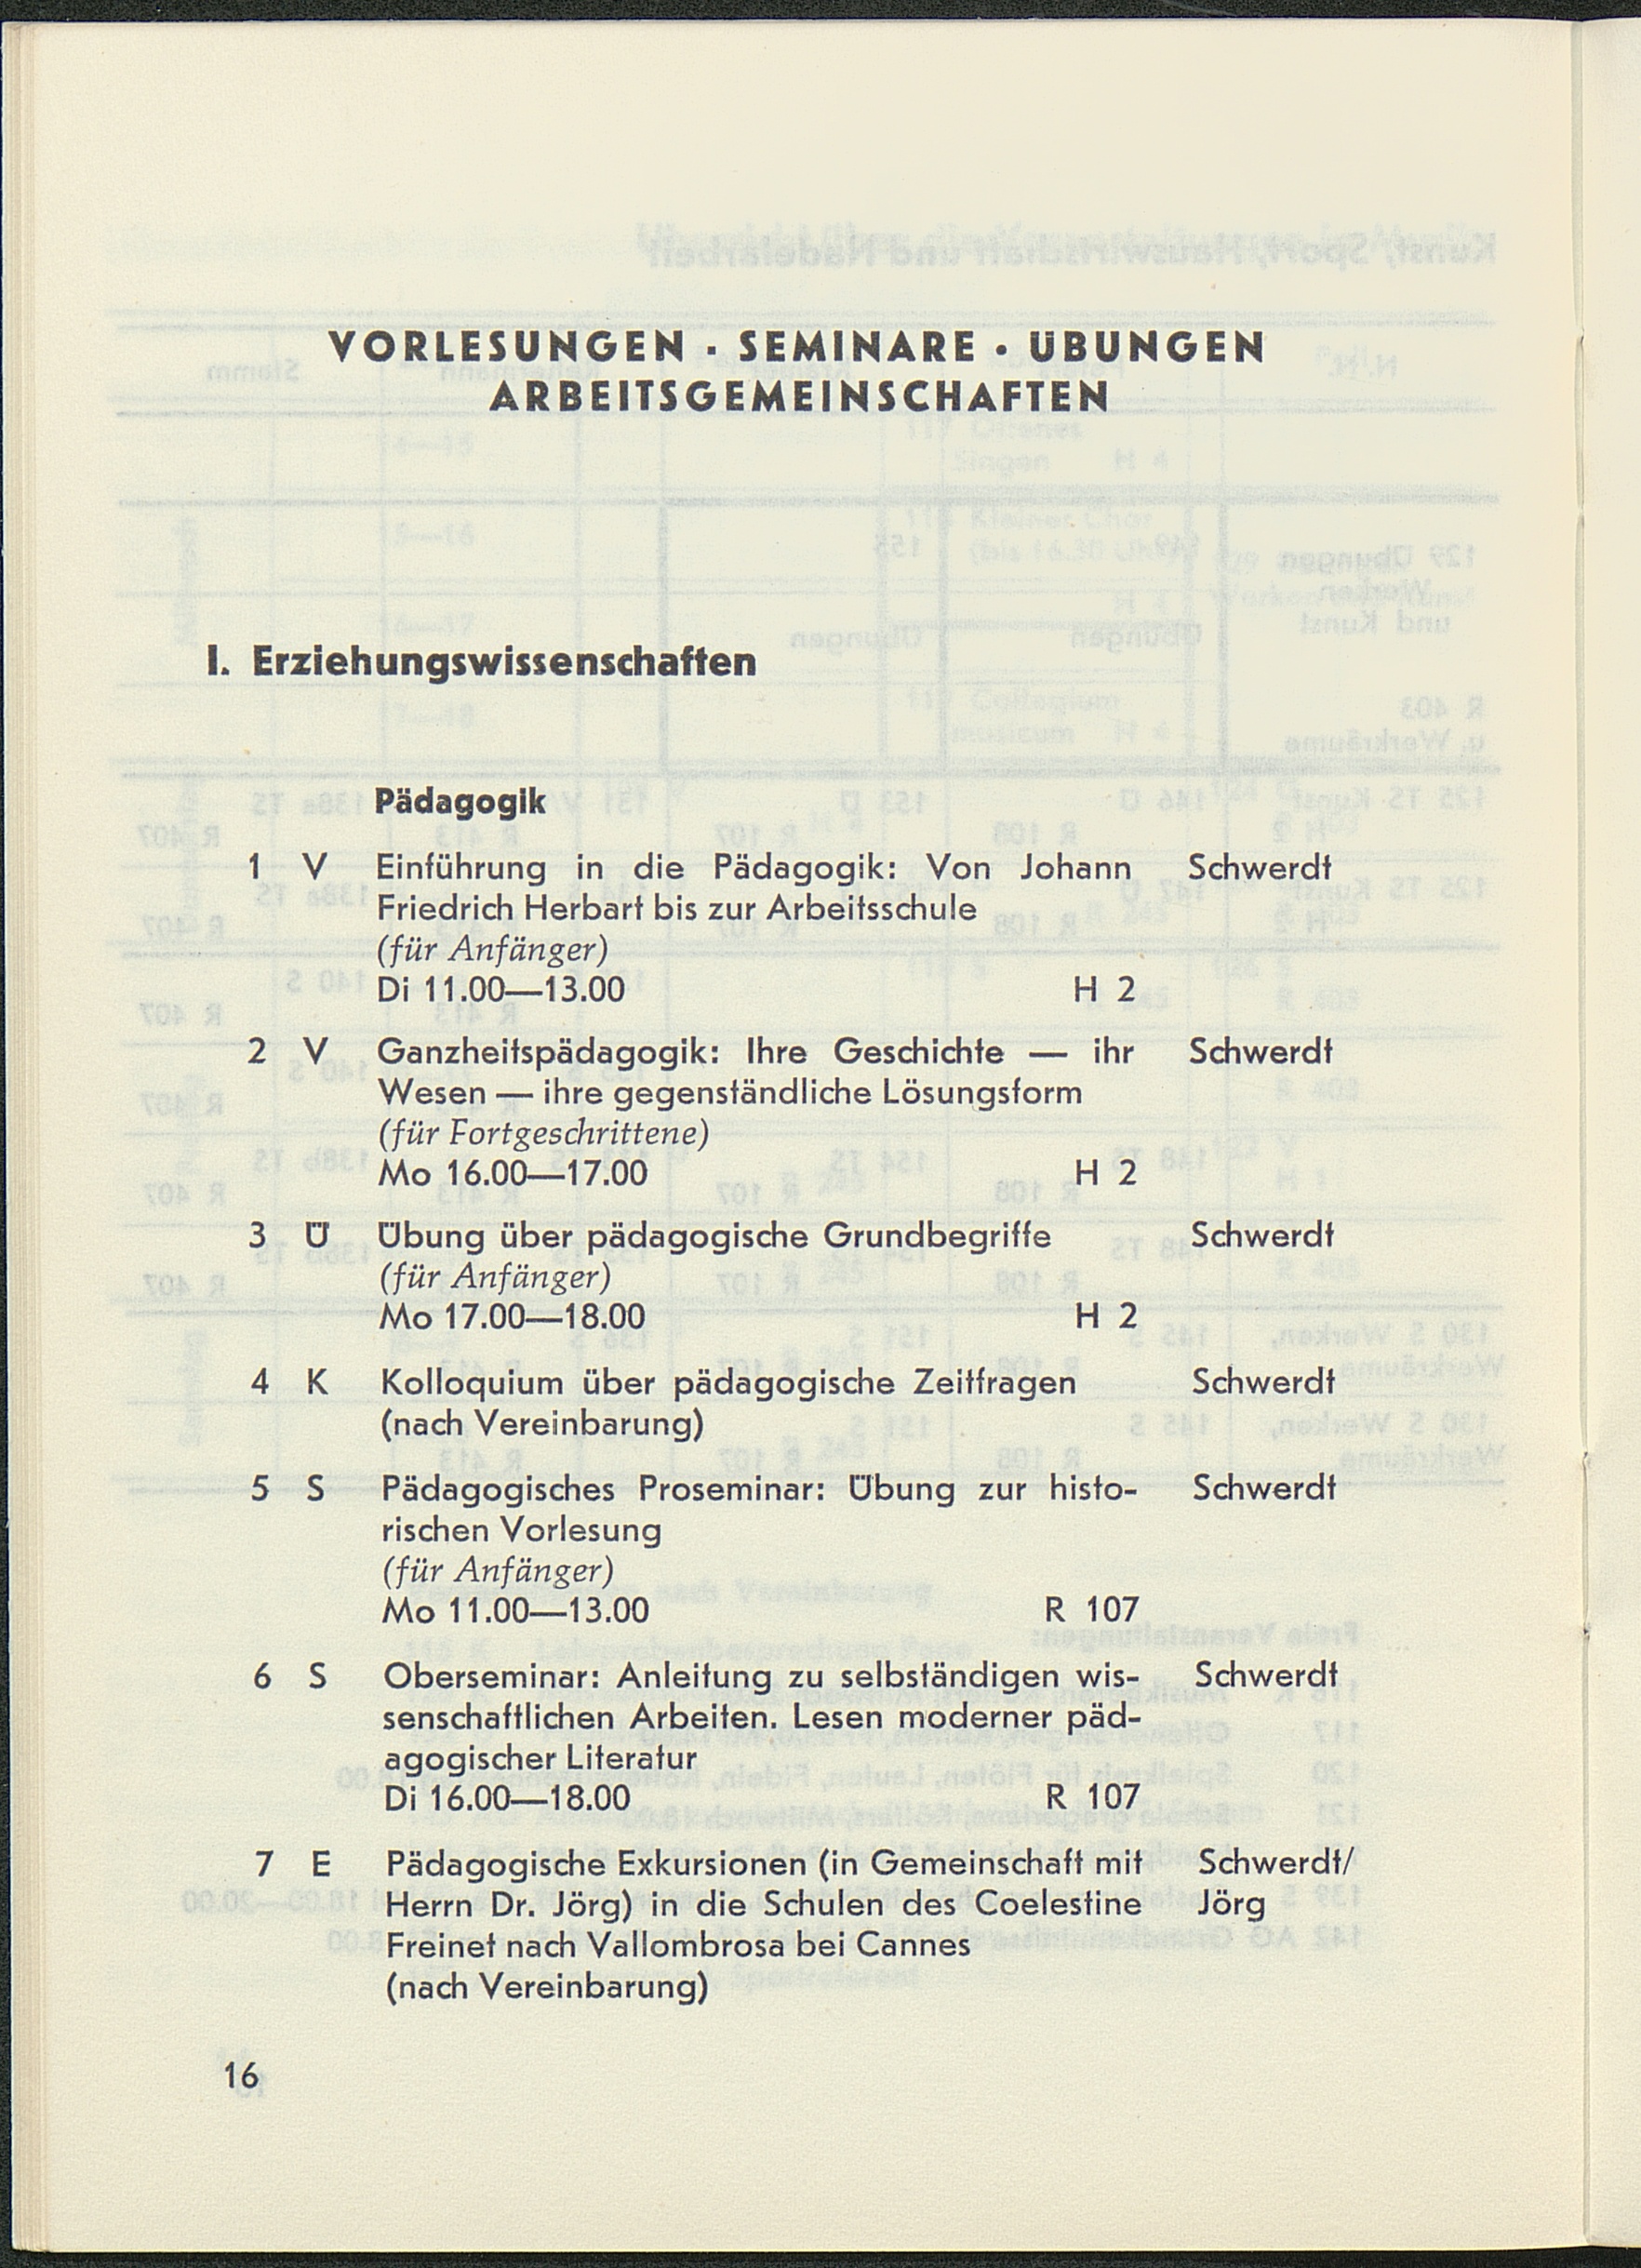 VORLESUNGEN · SEMINARE · ÜBUNGEN
ARBEITSGEMEINSCHAFTEN
I. Erziehungswissenschaften
Pädagogik
1 V Einführung in die Pädagogik: Von Johann Schwerdt
Friedrich Herbart bis zur Arbeitsschule
(für Anfänger)
Di 11.00—13.00 H 2
2 V Ganzheitspädagogik: Ihre Geschichte — ihr Schwerdt
Wesen — ihre gegenständliche Lösungsform
(für Fortgeschrittene)
Mo 16.00—17.00 H 2
3 Ü Übung über pädagogische Grundbegriffe Schwerdt
(für Anfänger)
Mo 17.00—18.00 H 2
4 K Kolloquium über pädagogische Zeitfragen Schwerdt
(nach Vereinbarung)
5 S Pädagogisches Proseminar: Übung zur histo- Schwerdt
rischen Vorlesung
(für Anfänger)
Mo 11.00—13.00 R 107
6 S Oberseminar: Anleitung zu selbständigen wis- Schwerdt
senschaftlichen Arbeiten. Lesen moderner päd-
agogischer Literatur
Di 16.00—18.00 R 107
7 E Pädagogische Exkursionen (in Gemeinschaft mit Schwerdt/
Herrn Dr. Jörg) in die Schulen des Coelestine Jörg
Freinet nach Vallombrosa bei Cannes
(nach Vereinbarung)
16